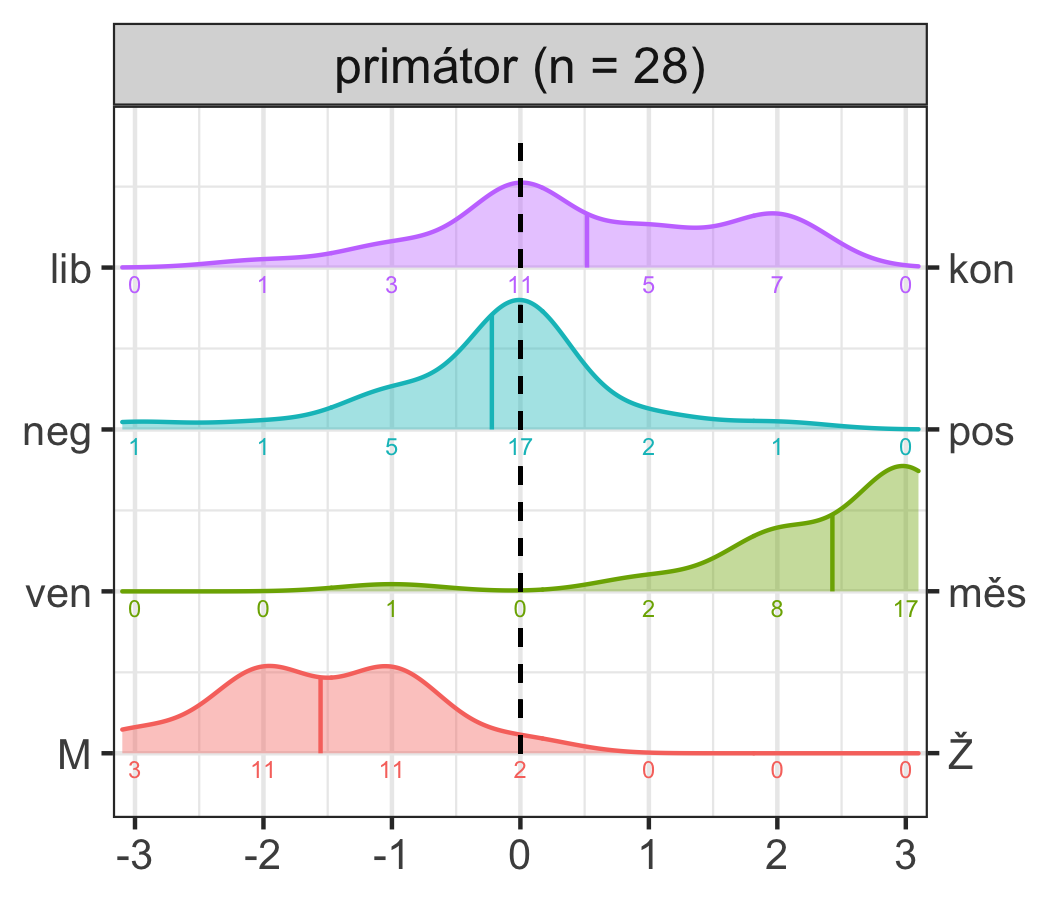 primátor (n = 28)
lib kon
0 1 3 11 5 7 0
neg pos
1 1 5 17 2 1 0
ven měs
0 0 1 0 2 8 17
M Ž
3 11 11 2 0 0 0
-3 -2 -1 0 1 2 3